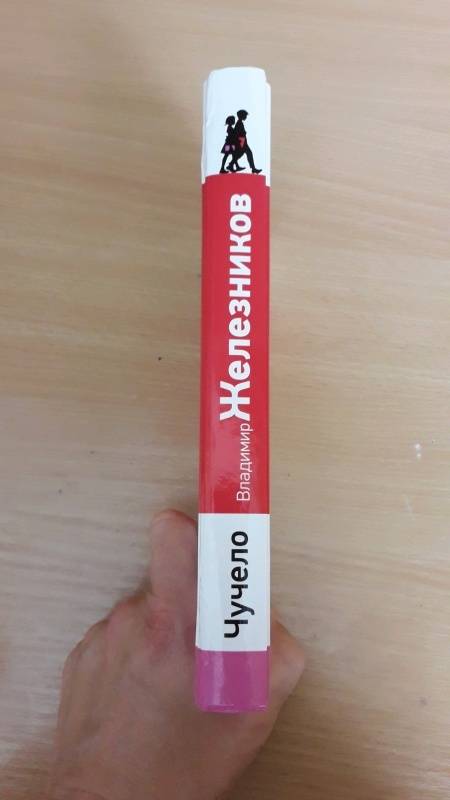 Чучело
Владимир Железников